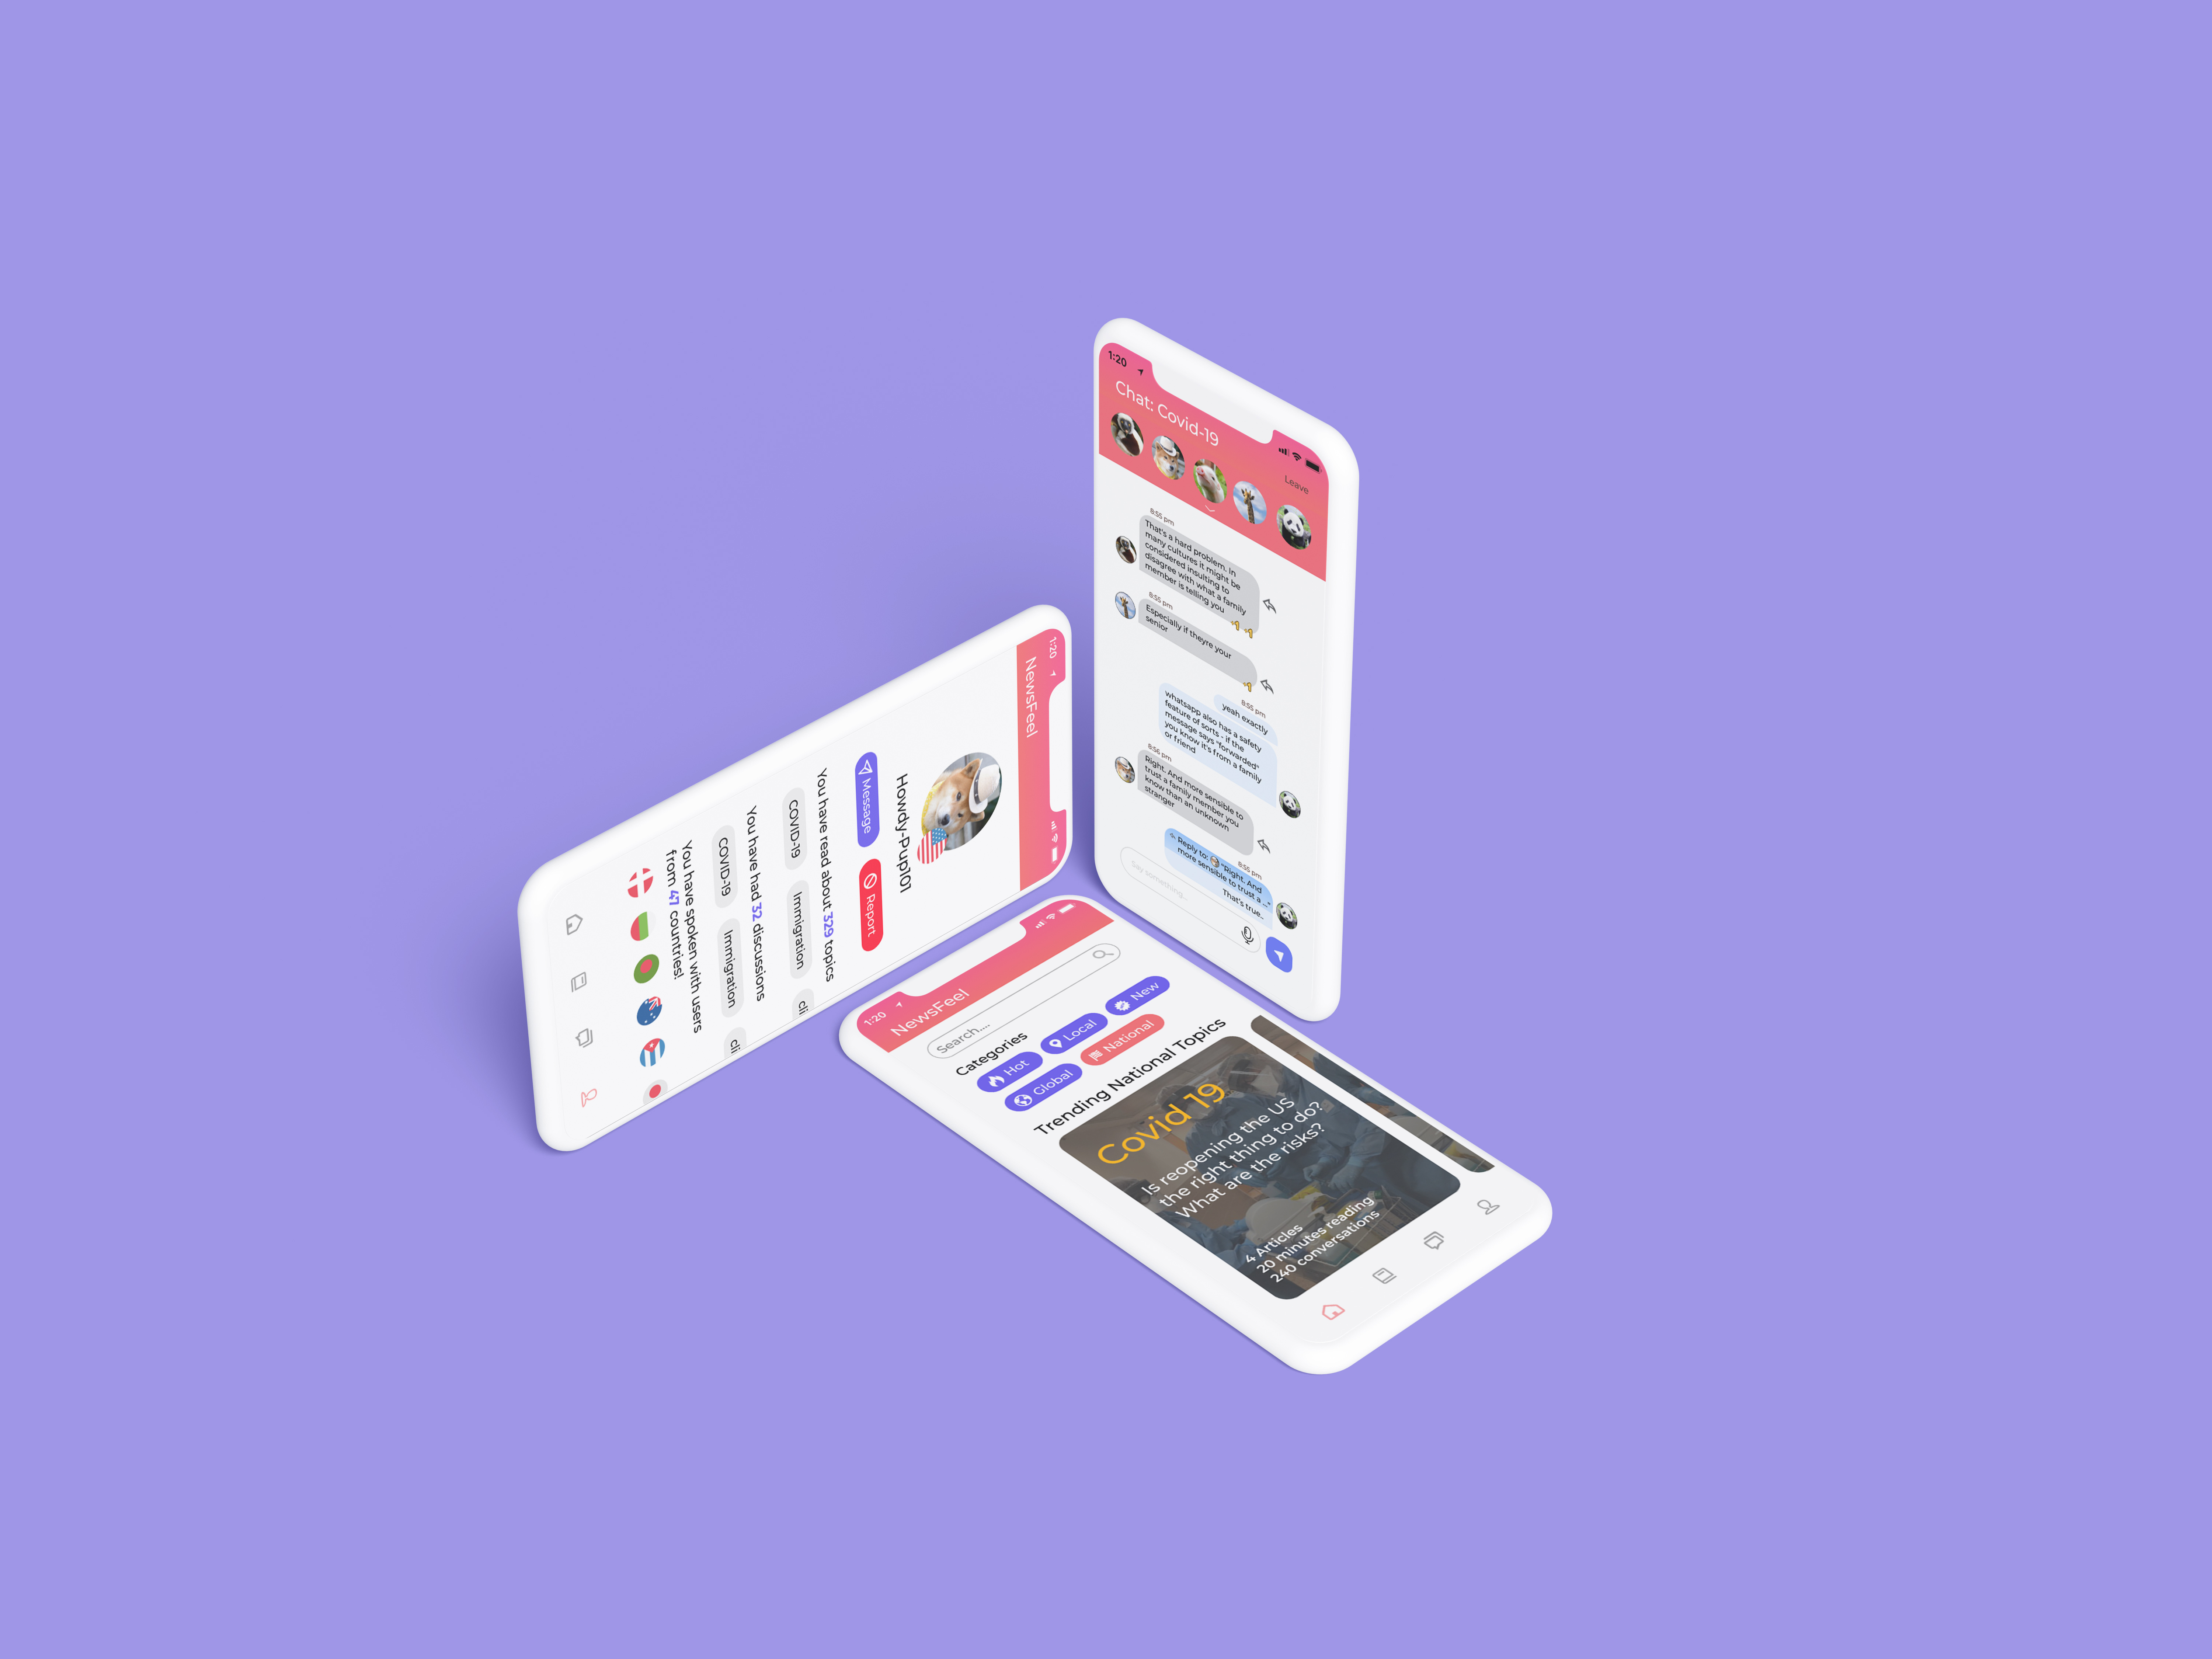 1:20
Chat: Covid-19
Leave
8:55 pm
That's a hard problem. In
many cultures it might be
considered insulting to
disagree with what a family
member is telling you
+1 +1
8:55 pm
Especially if theyre your
senior
+1
8:55 pm
yeah exactly
whatsapp also has a safety
feature of sorts - if the
message says "forwarded"
you know it's from a family
or friend
8:56 pm
Right. And more sensible to
trust a family member you
know than an unknown
stranger
8:55 pm
Reply to: "Right. And
more sensible to trust a ..."
That's true..
Say something...
1:20
NewsFeel
Howdy-Pup101
Message
Report
You have read about 329 topics
COVID-19
Immigration
cli
You have had 32 discussions
COVID-19
Immigration
cli
You have spoken with users
from 47 countries!
1:20
NewsFeel
Search....
Categories
Hot
Local
New
Global
National
Trending National Topics
Covid 19
Is reopening the US
the right thing to do?
What are the risks?
4 Articles
20 minutes reading
240 conversations